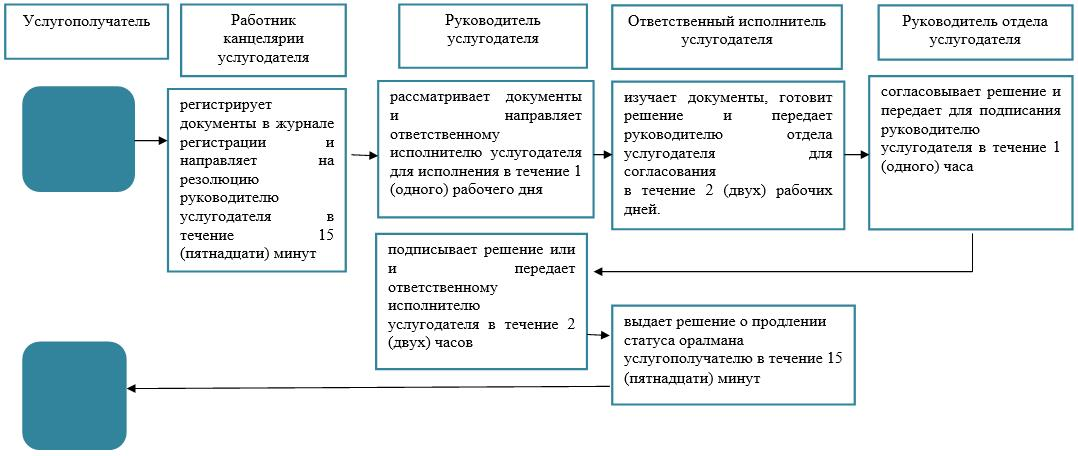 Услугополучатель
Работник
канцелярии
услугодателя
Руководитель
услугодателя
Ответственный исполнитель
услугодателя
Руководитель отдела
услугодателя
регистрирует
документы в журнале
регистрации и
направляет на
резолюцию
руководителю
услугодателя в
течение 15
(пятнадцати) минут
рассматривает документы
и направляет
ответственному
исполнителю услугодателя
для исполнения в течение 1
(одного) рабочего дня
изучает документы, готовит
решение и передает
руководителю отдела
услугодателя для
согласования
в течение 2 (двух) рабочих
дней.
согласовывает решение и
передает для подписания
руководителю
услугодателя в течение 1
(одного) часа
подписывает решение или
и передает
ответственному
исполнителю
услугодателя в течение 2
(двух) часов
выдает решение о продлении
статуса оралмана
услугополучателю в течение 15
(пятнадцати) минут